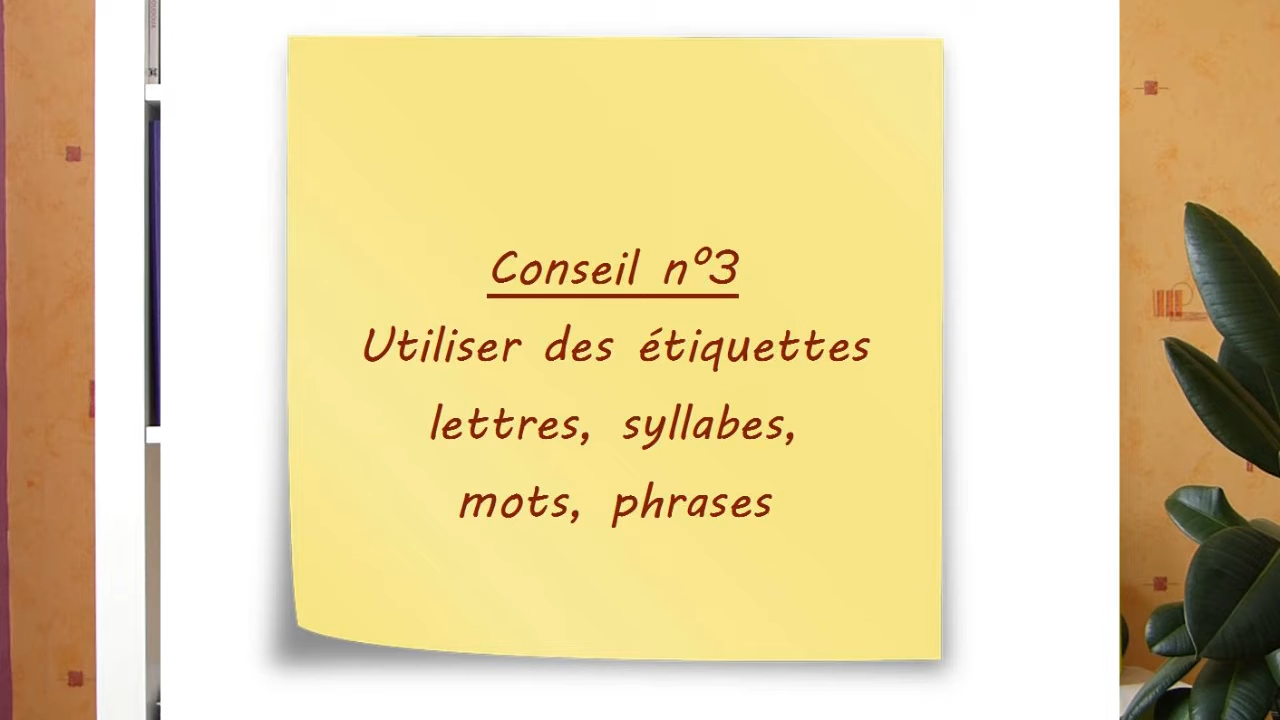 Conseil n°3
Utiliser des étiquettes
lettres, syllabes,
mots, phrases